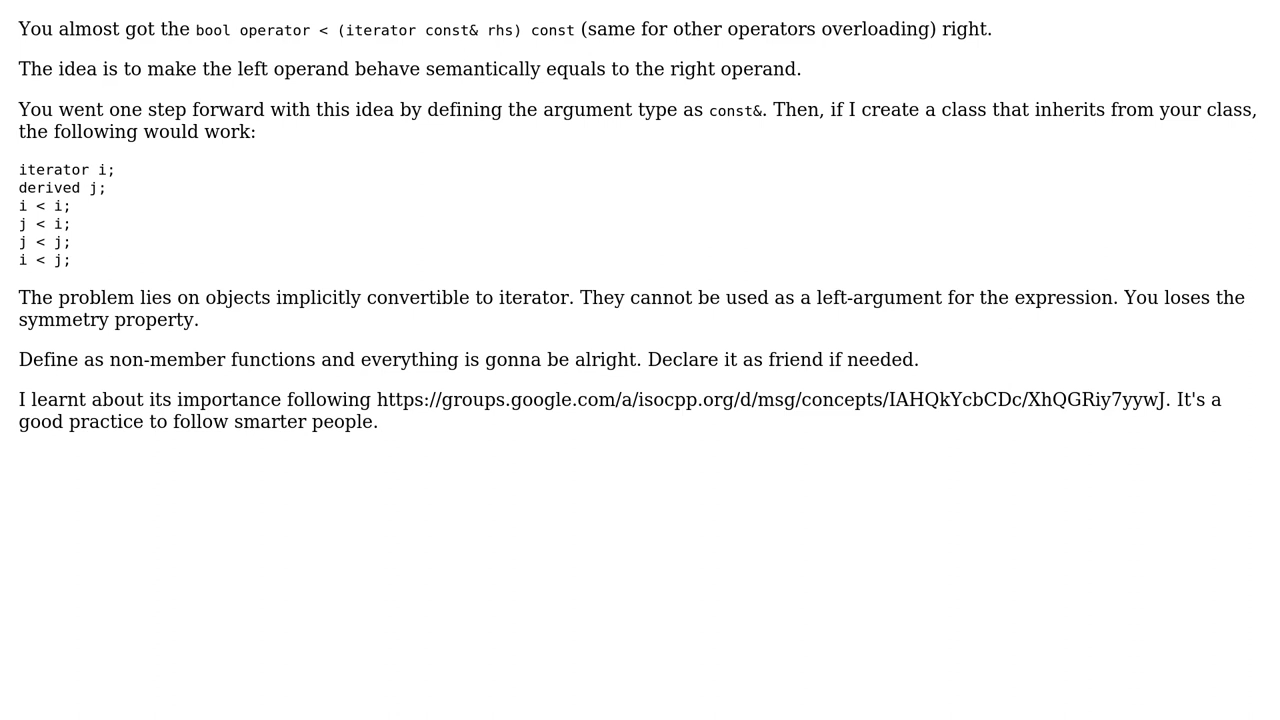 You almost got the bool operator < (iterator const& rhs) const (same for other operators overloading) right.
The idea is to make the left operand behave semantically equals to the right operand.
You went one step forward with this idea by defining the argument type as const&. Then, if I create a class that inherits from your class,
the following would work:
iterator i;
derived j;
i < i;
j < i;
j < j;
i < j;
The problem lies on objects implicitly convertible to iterator. They cannot be used as a left-argument for the expression. You loses the
symmetry property.
Define as non-member functions and everything is gonna be alright. Declare it as friend if needed.
I learnt about its importance following https://groups.google.com/a/isocpp.org/d/msg/concepts/IAHQkYcbCDc/XhQGRiy7yywJ. It's a
good practice to follow smarter people.